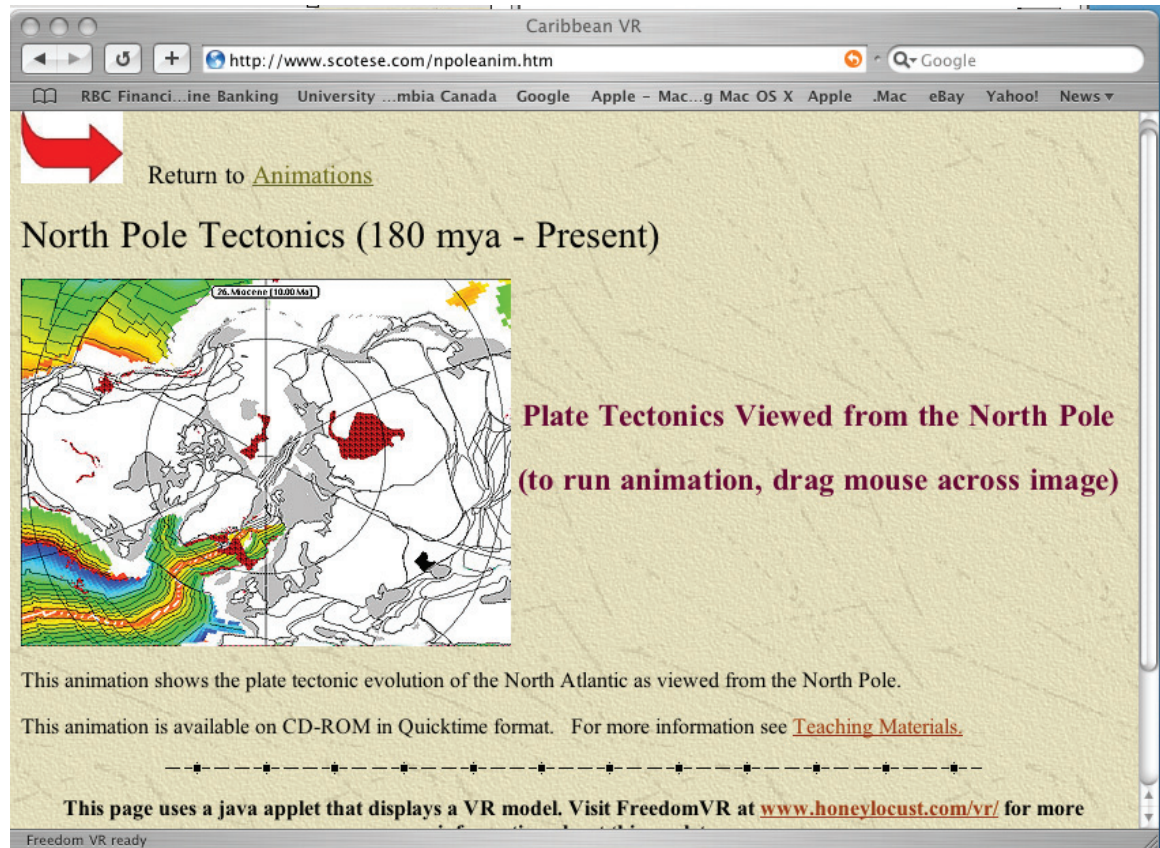 Caribbean VR
http://www.scotese.com/npoleanim.htm
Google
RBC Financi...ine Banking University ...mbia Canada Google Apple - Mac...g Mac OS X Apple .Mac eBay Yahoo! News
Return to Animations
North Pole Tectonics (180 mya - Present)
26. Miocene [10.00 Ma]
Plate Tectonics Viewed from the North Pole
(to run animation, drag mouse across image)
This animation shows the plate tectonic evolution of the North Atlantic as viewed from the North Pole.
This animation is available on CD-ROM in Quicktime format. For more information see Teaching Materials.
This page uses a java applet that displays a VR model. Visit FreedomVR at www.honeylocust.com/vr/ for more
Freedom VR ready